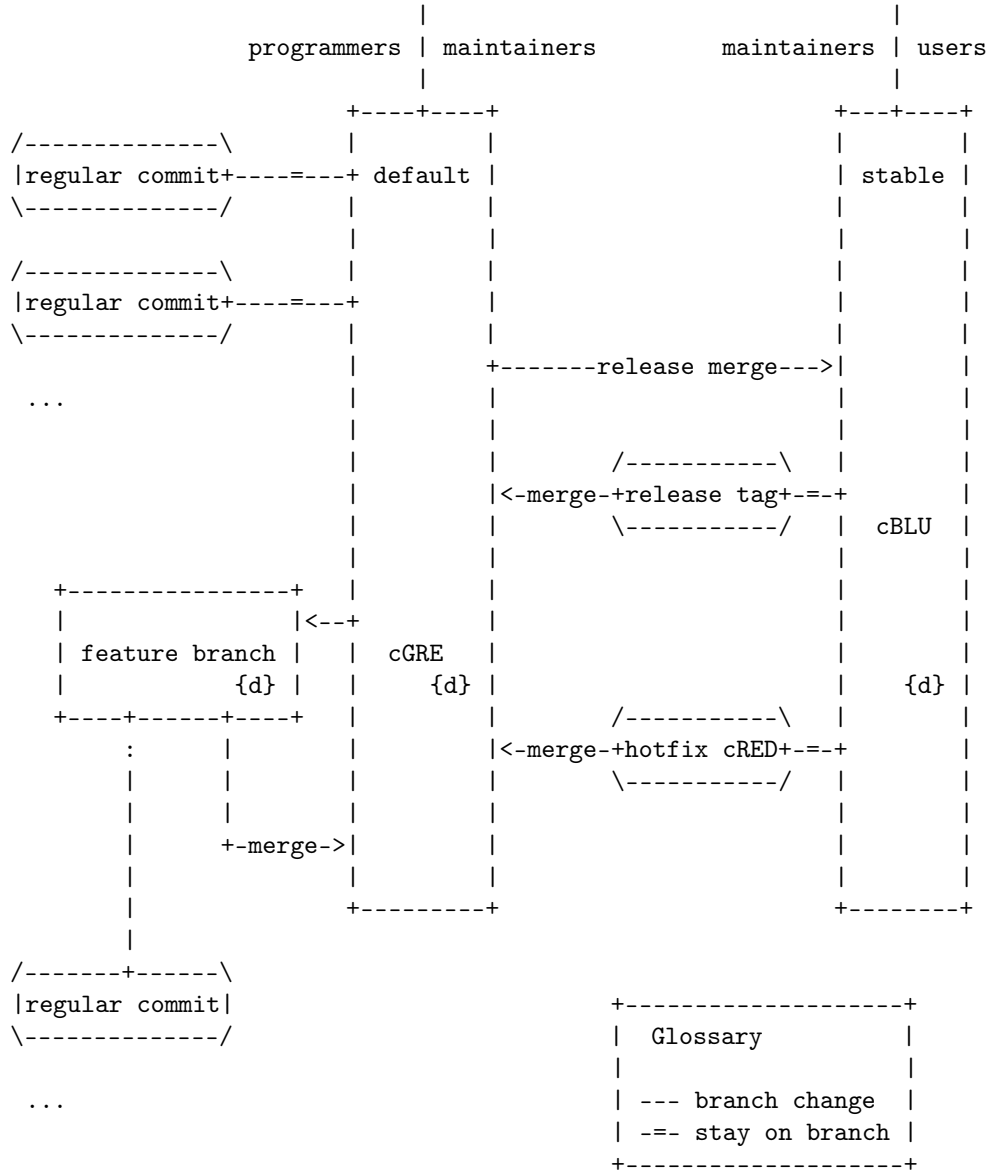 programmers | maintainers maintainers | users
regular commit default stable
regular commit
release merge
...
merge release tag
cBLU
feature branch cGRE
{d} {d} {d}
merge hotfix cRED
merge
regular commit
Glossary
... --- branch change
-=- stay on branch